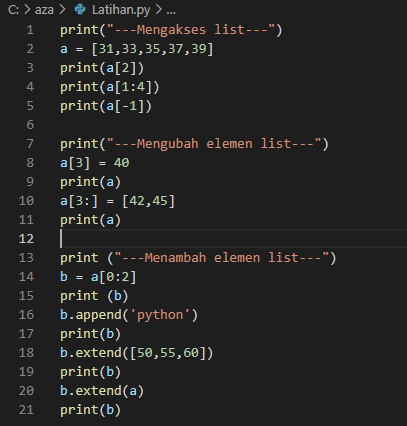 C: > aza > Latihan.py > ...
1 print("---Mengakses list---")
2 a = [31,33,35,37,39]
3 print(a[2])
4 print(a[1:4])
5 print(a[-1])
6
7 print("---Mengubah elemen list---")
8 a[3] = 40
9 print(a)
10 a[3:] = [42,45]
11 print(a)
12
13 print ("---Menambah elemen list---")
14 b = a[0:2]
15 print (b)
16 b.append('python')
17 print(b)
18 b.extend([50,55,60])
19 print(b)
20 b.extend(a)
21 print(b)